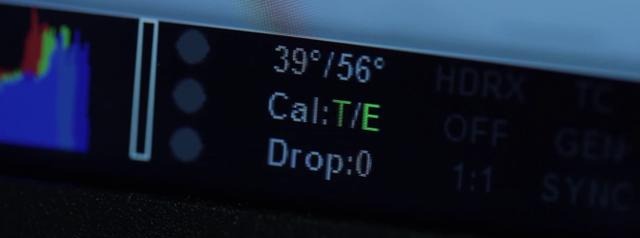 39°/56°
Cal:T/E
Drop:0
HDRX
OFF
1:1
TC
GEN
SYNC